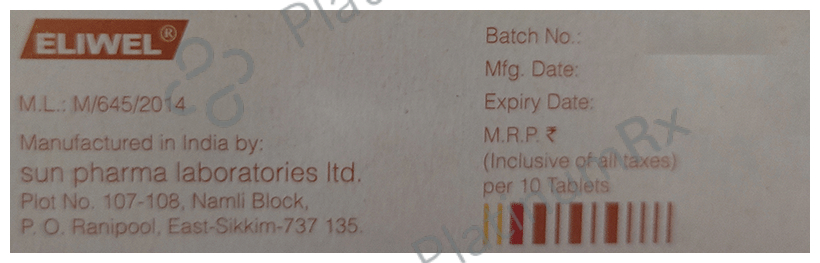 ELIWEL®
M.L.: M/645/2014
Manufactured in India by:
sun pharma laboratories ltd.
Plot No. 107-108, Namli Block,
P. O. Ranipool, East-Sikkim-737 135.
Batch No.:
Mfg. Date:
Expiry Date:
M.R.P. ₹
(Inclusive of all taxes)
per 10 Tablets
PlatinumRx